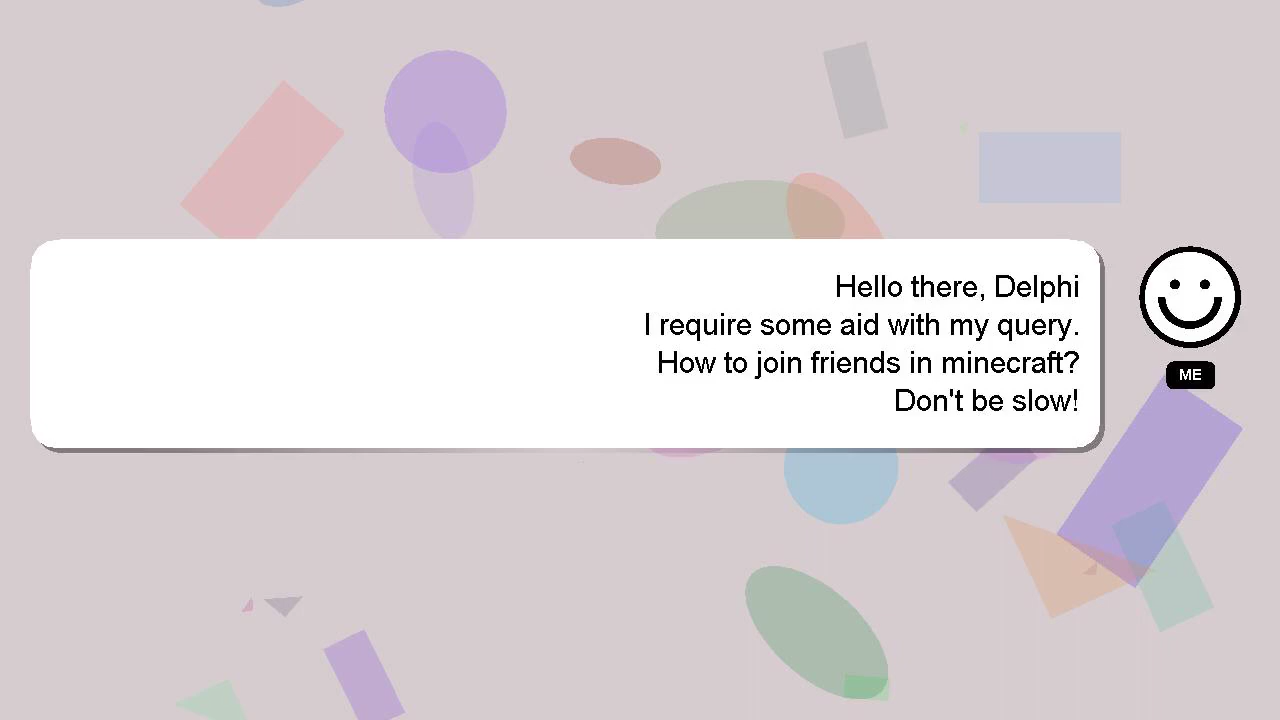 Hello there, Delphi
I require some aid with my query.
How to join friends in minecraft?
Don't be slow!
ME